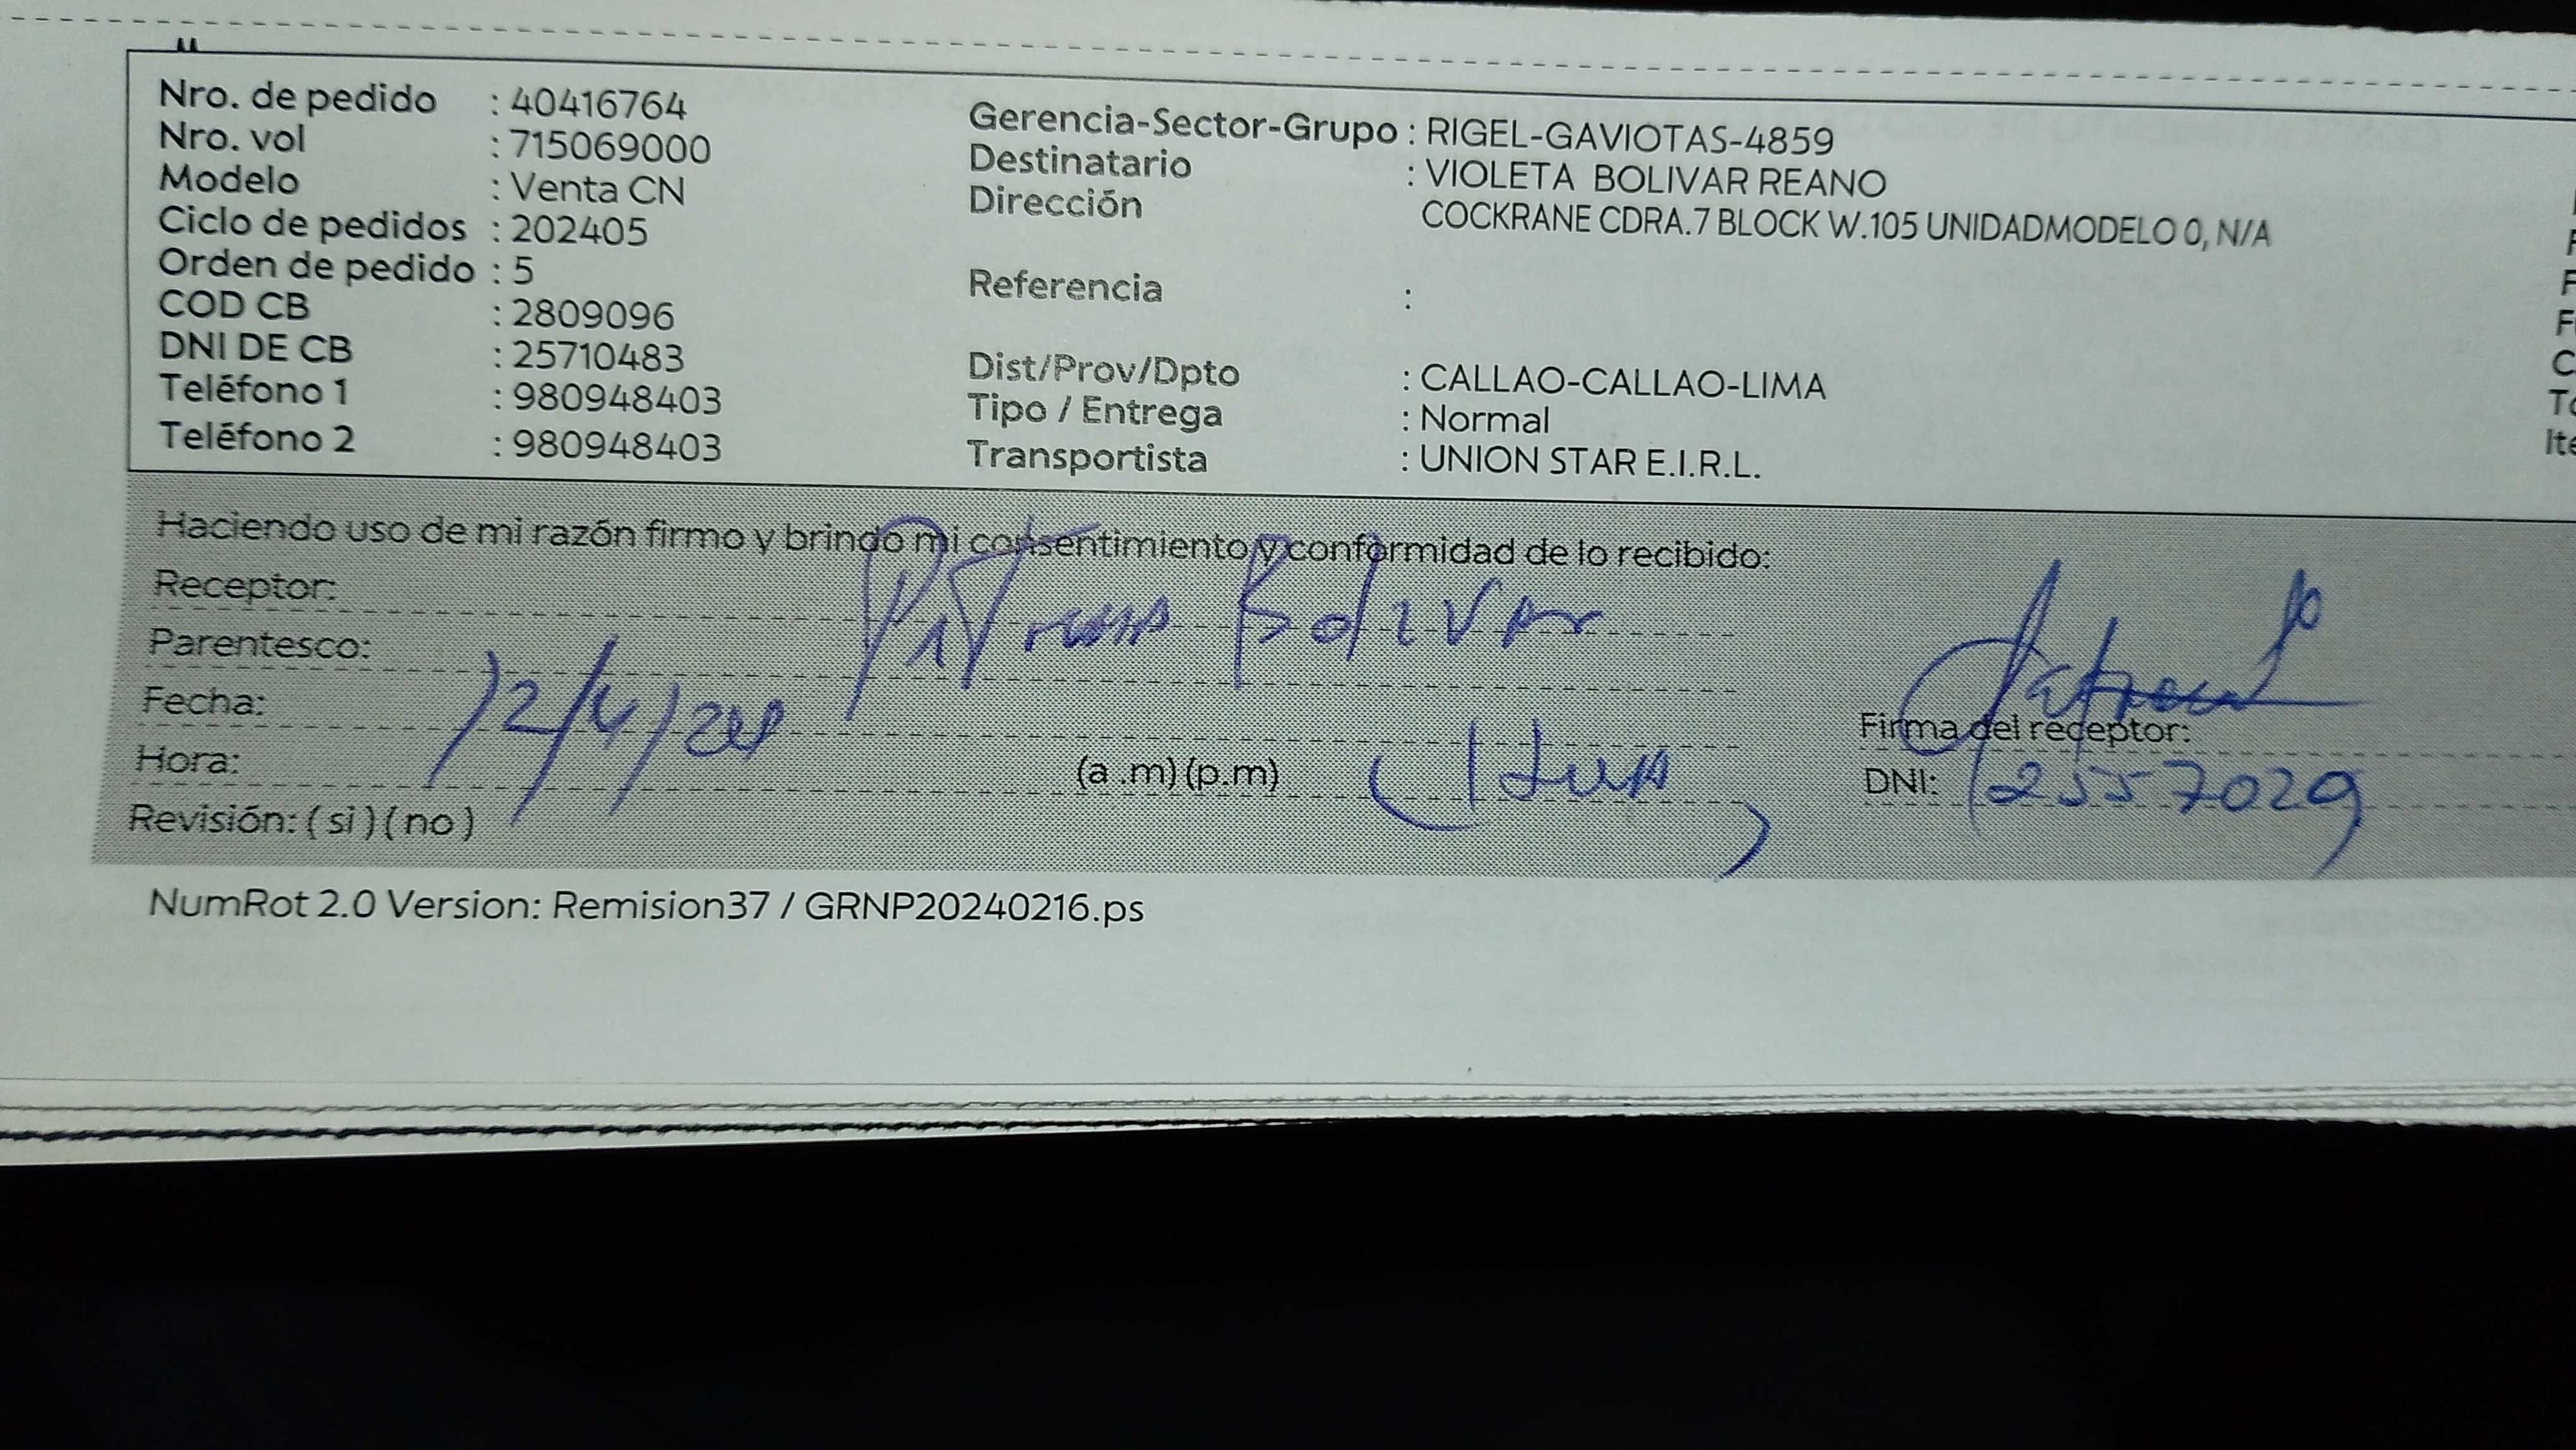 Nro. de pedido : 40416764
Nro. vol : 715069000
Modelo : Venta CN
Ciclo de pedidos : 202405
Orden de pedido : 5
COD CB : 2809096
DNI DE CB : 25710483
Teléfono 1 : 980948403
Teléfono 2 : 980948403
Gerencia-Sector-Grupo : RIGEL-GAVIOTAS-4859
Destinatario : VIOLETA BOLIVAR REANO
Dirección COCKRANE CDRA.7 BLOCK W.105 UNIDADMODELO 0, N/A
Referencia :
Dist/Prov/Dpto : CALLAO-CALLAO-LIMA
Tipo / Entrega : Normal
Transportista : UNION STAR E.I.R.L.
Haciendo uso de mi razón firmo y brindo mi consentimiento y conformidad de lo recibido:
Receptor: Bolivar
Parentesco:
Fecha: 12/4/24
Hora: (a .m) (p.m)
Revisión: ( si ) ( no )
Firma del receptor:
DNI: 25557029
NumRot 2.0 Version: Remision37 / GRNP20240216.ps